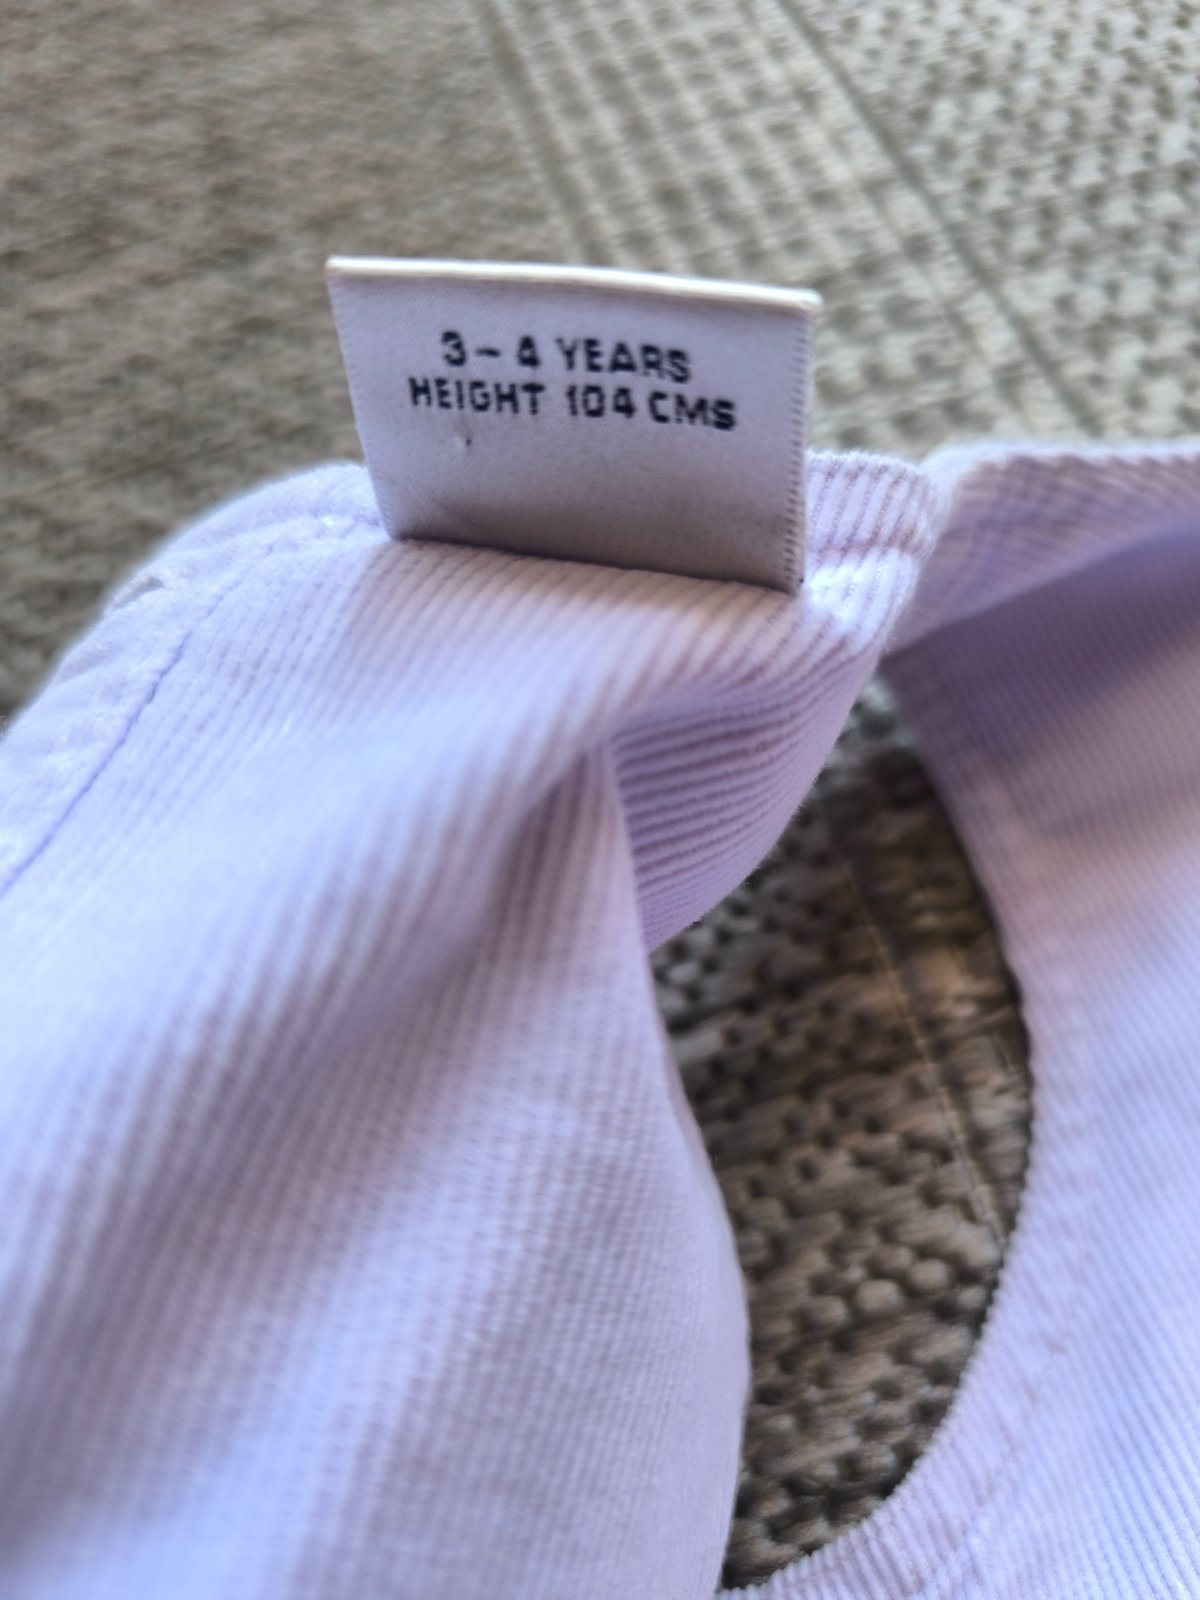 3-4 YEARS
HEIGHT 104 CMS